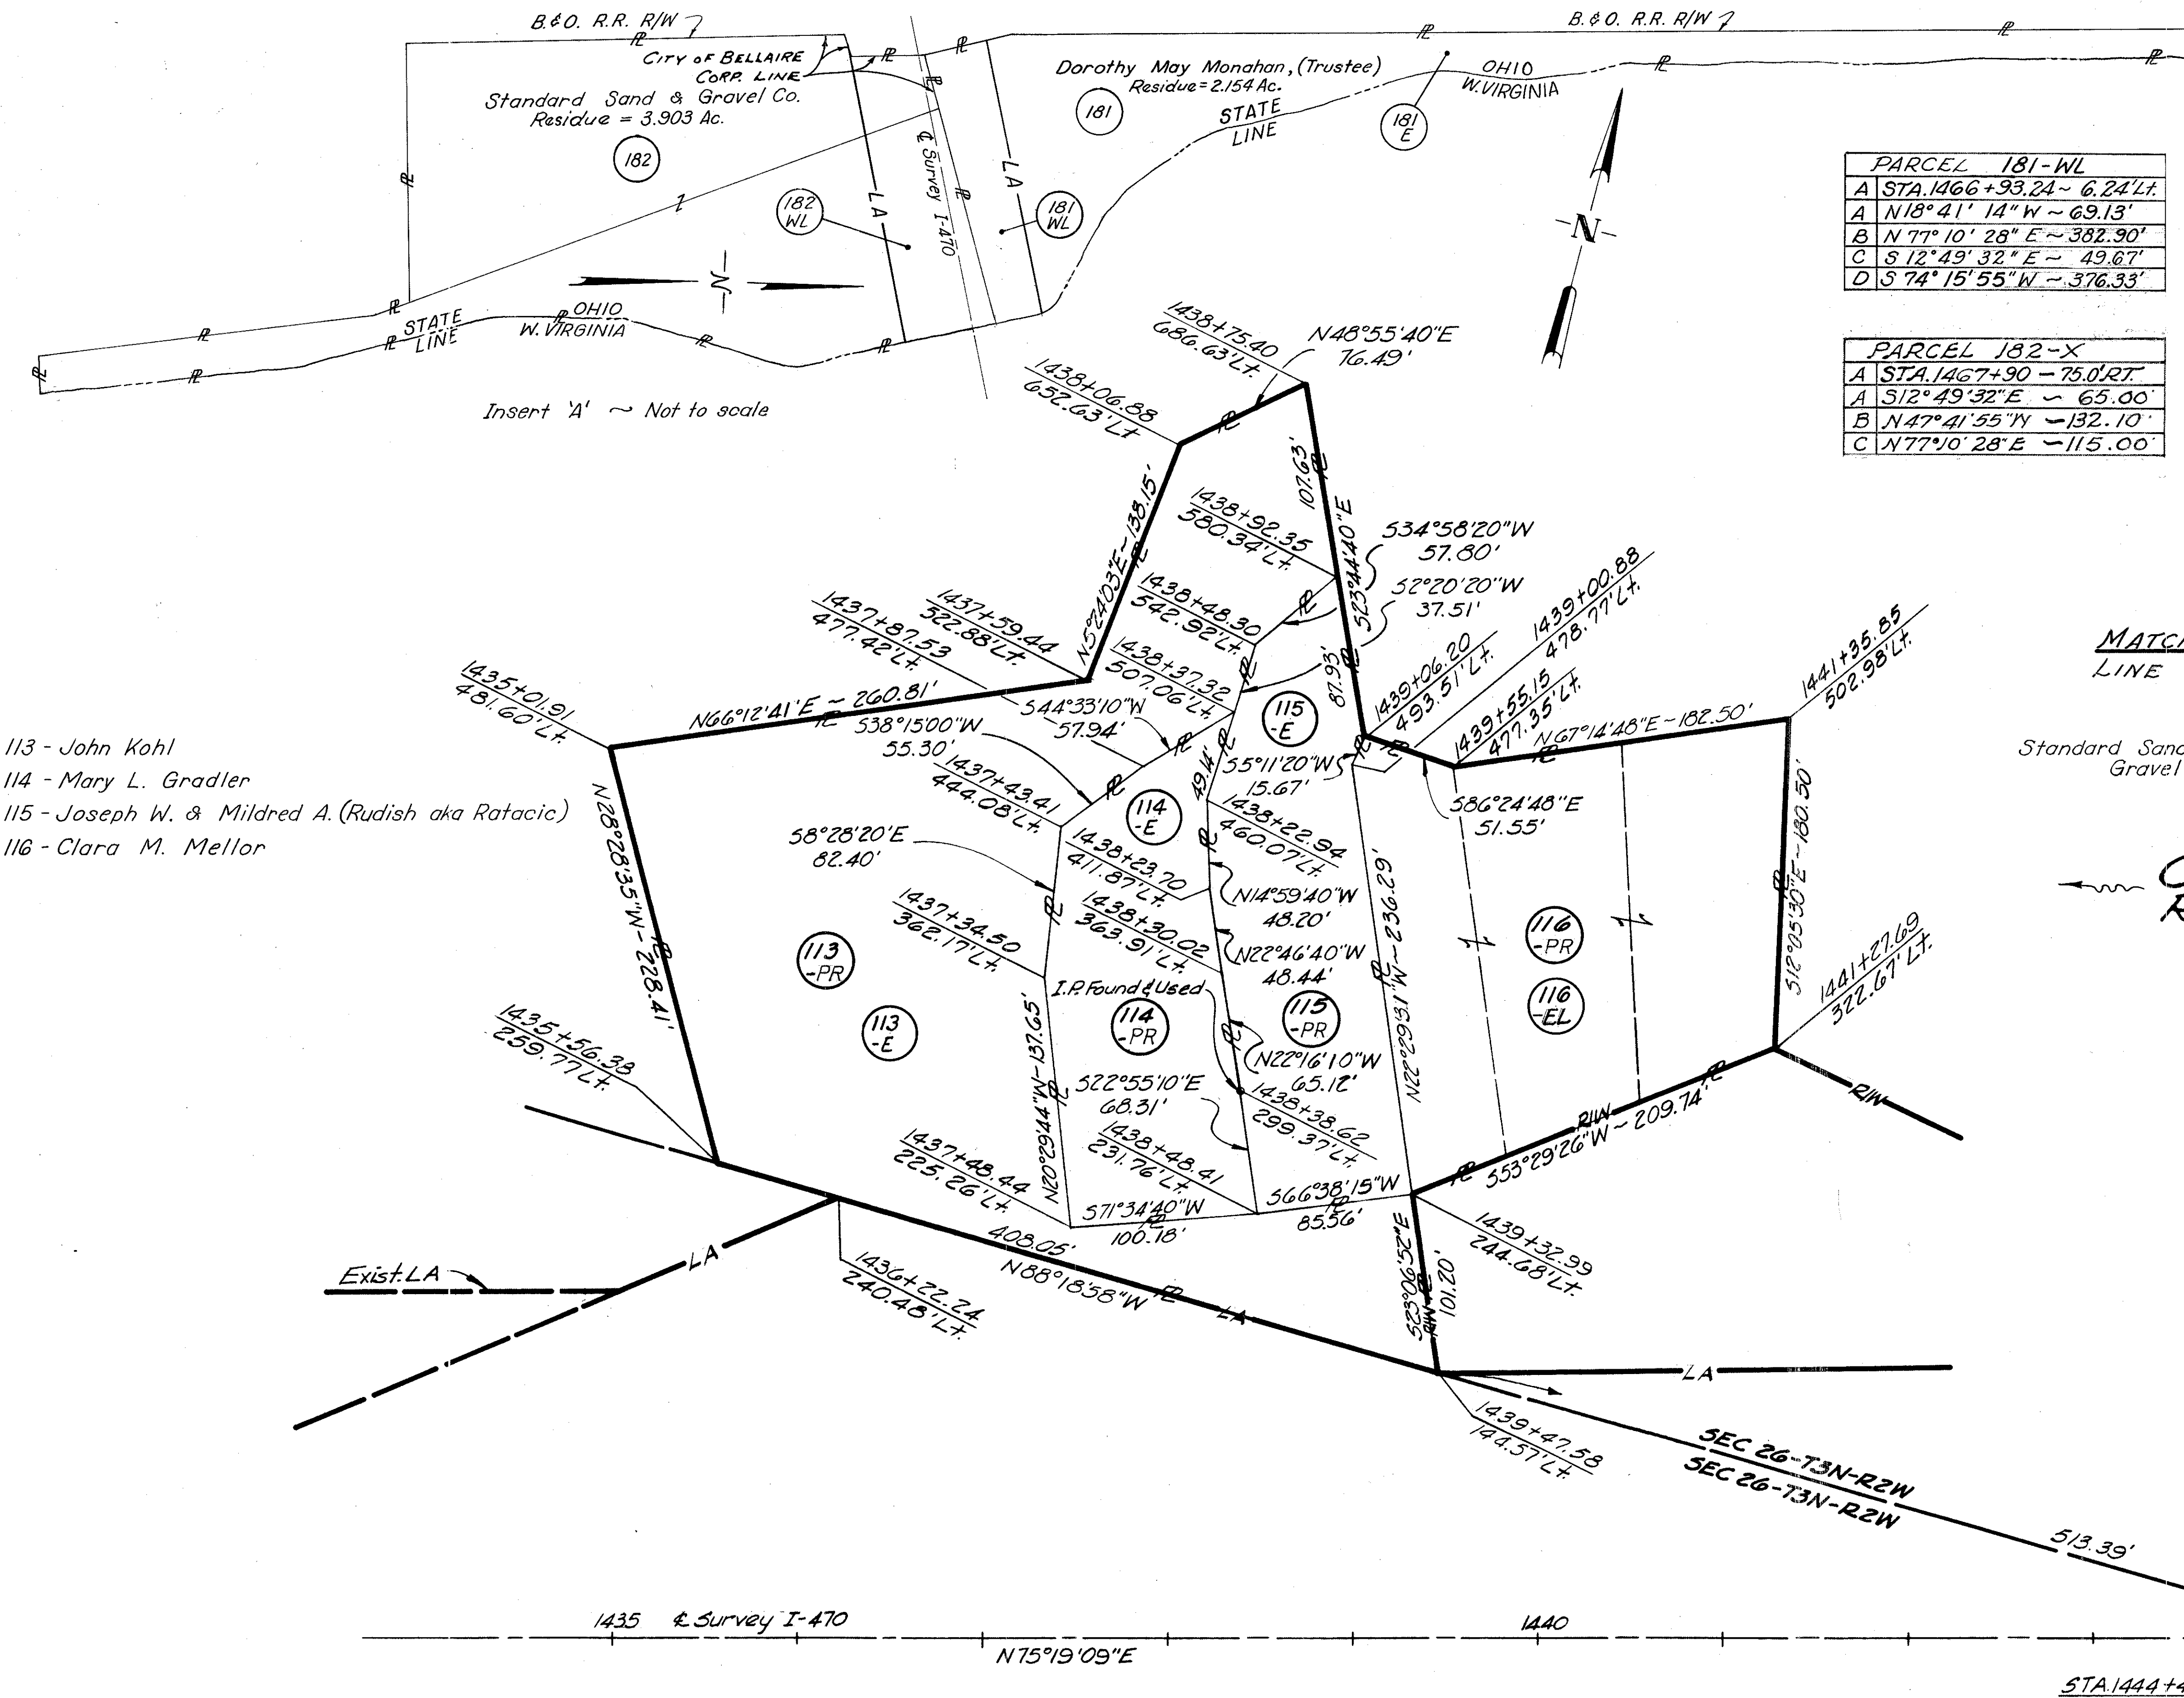 B.&O. R.R. R/W
B.&O. R.R. R/W
CITY OF BELLAIRE
CORP. LINE
Standard Sand & Gravel Co.
Residue = 3.903 Ac.
182
Dorothy May Monahan, (Trustee)
Residue = 2.154 Ac.
181
STATE
LINE
OHIO
W. VIRGINIA
181
E
℄ Survey I-470
LA
LA
182
WL
181
WL
-N-
-N-
STATE
LINE
OHIO
W. VIRGINIA
Insert 'A' ~ Not to scale
PARCEL 181-WL
A STA. 1466+93.24 ~ 6.24' Lt.
A N18°41'14"W ~ 69.13'
B N77°10'28"E ~ 382.90'
C S12°49'32"E ~ 49.67'
D S74°15'55"W ~ 376.33'
PARCEL 182-X
A STA. 1467+90 - 75.0' RT.
A S12°49'32"E ~ 65.00
B N47°41'55"W ~ 132.10'
C N77°10'28"E ~ 115.00'
1438+75.40
686.63' Lt.
N48°55'40"E
76.49'
1438+06.88
652.63' Lt
N5°24'03"E ~ 138.15'
107.63'
S23°44'40"E
1438+92.35
580.34' Lt.
S34°58'20"W
57.80'
1438+48.30
542.92' Lt.
S2°20'20"W
37.51'
1439+00.88
478.77' Lt.
1437+59.44
522.88' Lt.
1437+87.53
477.42' Lt.
1438+37.32
507.06' Lt.
87.93'
1439+06.20
493.51' Lt.
1441+35.85
502.98' Lt.
MATC
LINE
1435+01.91
481.60' Lt.
N66°12'41"E ~ 260.81'
S44°33'10"W
57.94'
115
-E
1439+55.15
477.35' Lt.
N67°14'48"E ~ 182.50'
S38°15'00"W
55.30'
S5°11'20"W
15.67'
Standard Sand
Gravel
113 - John Kohl
114 - Mary L. Gradler
115 - Joseph W. & Mildred A. (Rudish aka Ratacic)
116 - Clara M. Mellor
N28°28'35"W - 228.41'
1437+43.41
444.08' Lt.
49.14'
114
-E
S86°24'48"E
51.55'
1438+22.94
460.07' Lt.
S8°28'20"E
82.40'
1438+23.70
411.87' Lt.
N14°59'40"W
48.20'
S12°05'30"E ~ 180.50'
1437+34.50
362.17' Lt.
1438+30.02
363.91' Lt.
N22°46'40"W
48.44'
N22°29'31"W ~ 236.29'
116
-PR
113
-PR
I.P. Found & Used
1441+27.69
322.67' Lt.
113
-E
114
-PR
115
-PR
116
-EL
1435+56.38
259.77' Lt.
N20°29'44"W - 137.65'
N22°16'10"W
65.12'
S22°55'10"E
68.31'
1438+38.62
299.37' Lt.
R/W
R/W
S53°29'26"W ~ 209.74'
1437+48.44
225.26' Lt.
1438+48.41
231.76' Lt.
S71°34'40"W
100.18'
S66°38'15"W
85.56'
1439+32.99
244.68' Lt.
Exist. LA
LA
1436+22.24
240.48' Lt.
408.05'
N88°18'58"W
LA
S23°06'52"E
101.20'
R/W
LA
1439+47.58
144.57' Lt.
SEC 26-T3N-R2W
SEC 26-T3N-R2W
513.39'
1435 ℄ Survey I-470 1440
N75°19'09"E
STA. 1444+4